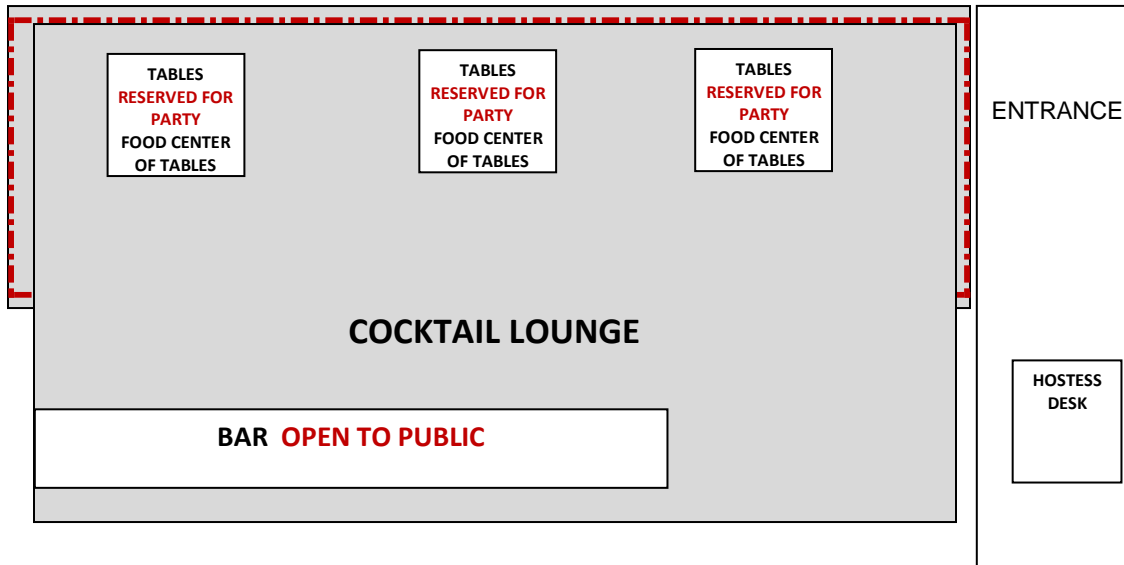 TABLES
RESERVED FOR
PARTY
FOOD CENTER
OF TABLES
TABLES
RESERVED FOR
PARTY
FOOD CENTER
OF TABLES
TABLES
RESERVED FOR
PARTY
FOOD CENTER
OF TABLES
ENTRANCE
COCKTAIL LOUNGE
HOSTESS
DESK
BAR OPEN TO PUBLIC